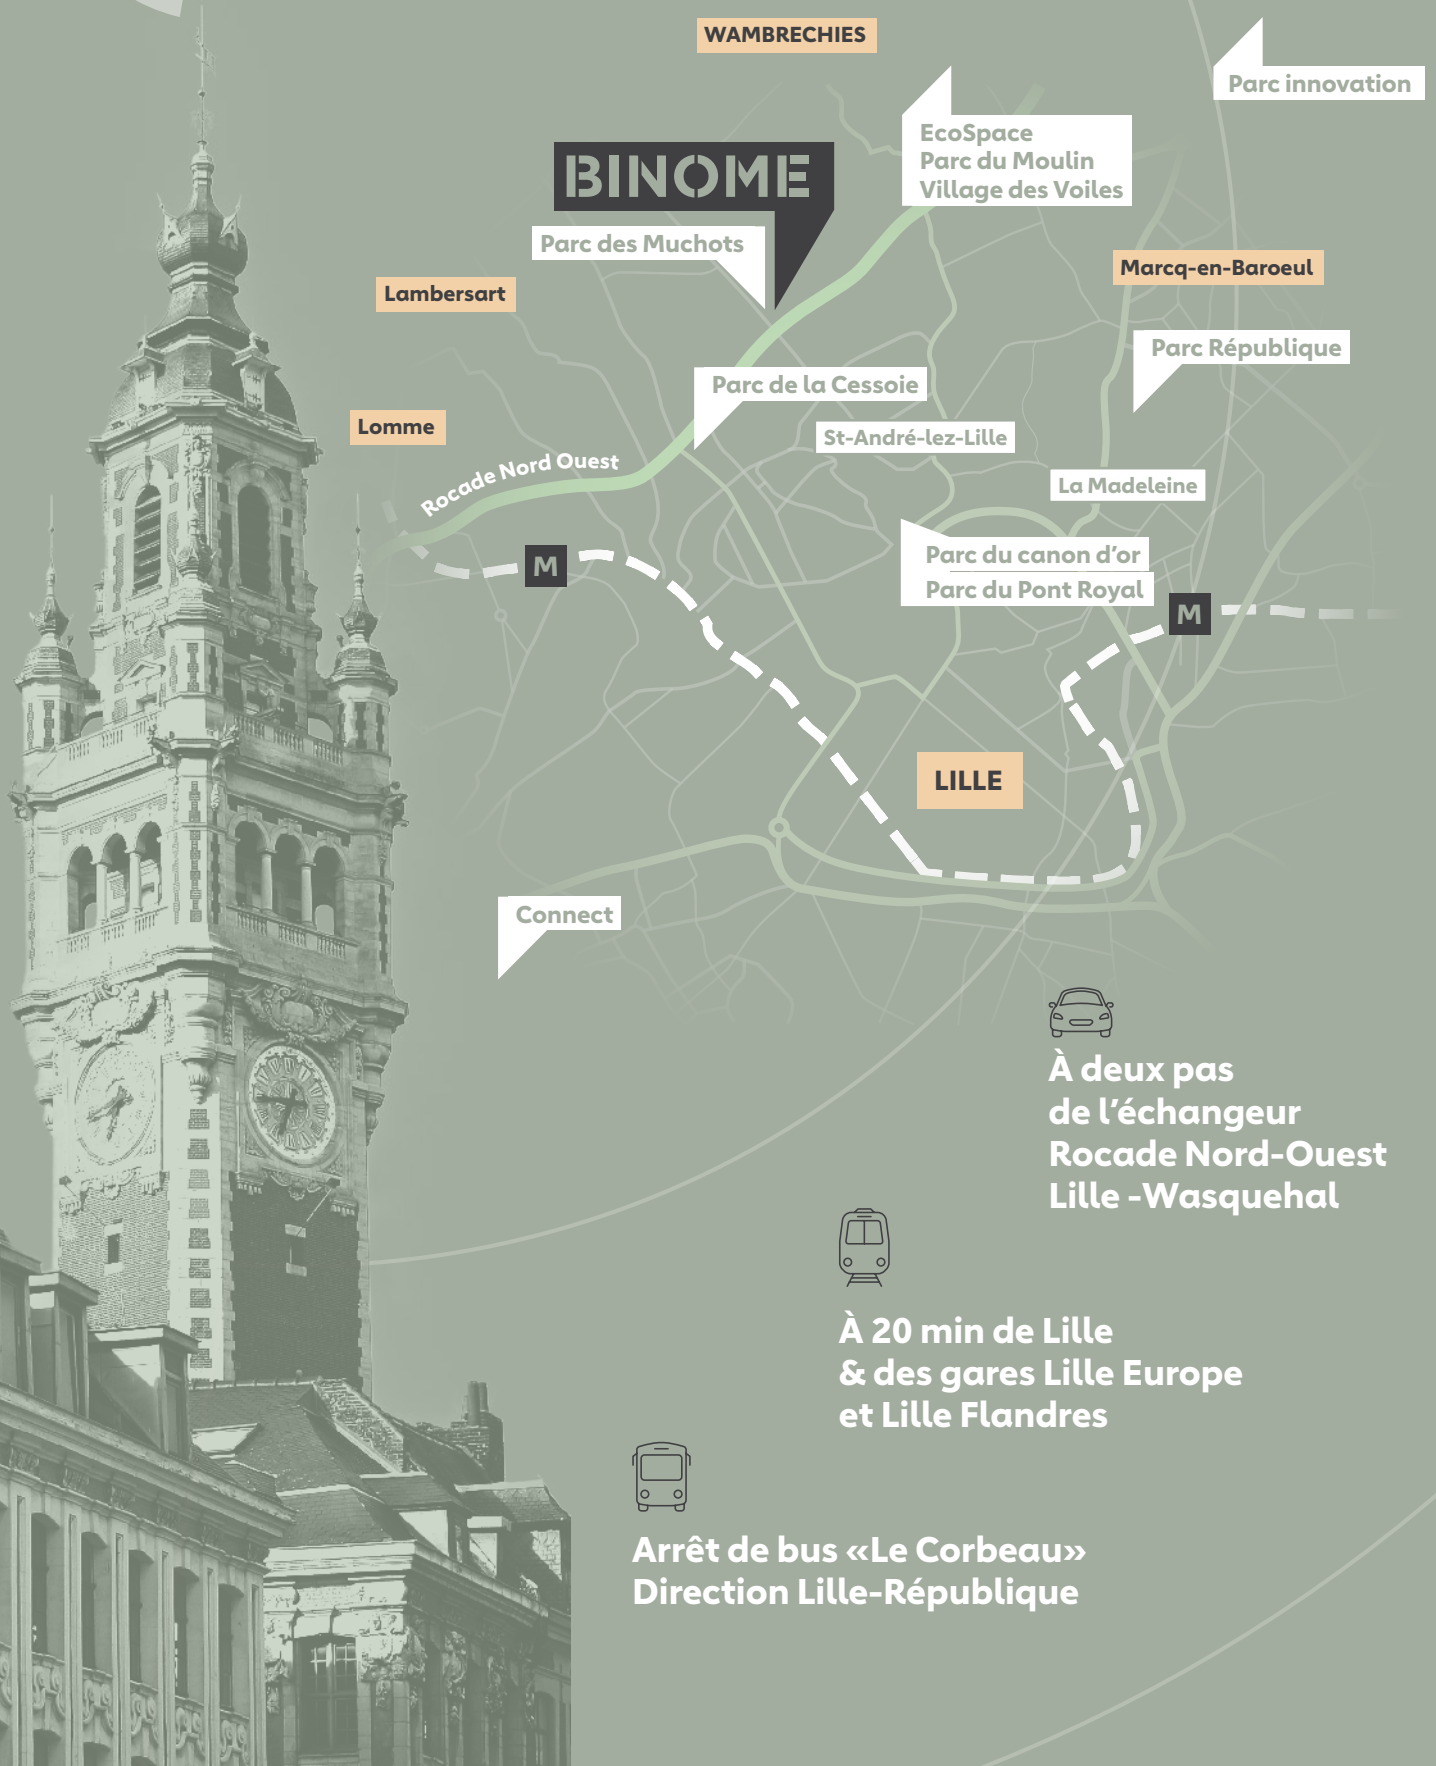 WAMBRECHIES
Parc innovation
EcoSpace
Parc du Moulin
Village des Voiles
BINOME
Parc des Muchots
Marcq-en-Baroeul
Lambersart
Parc République
Parc de la Cessoie
Lomme
St-André-lez-Lille
Rocade Nord Ouest
La Madeleine
Parc du canon d’or
M
Parc du Pont Royal
M
LILLE
Connect
À deux pas
de l’échangeur
Rocade Nord-Ouest
Lille -Wasquehal
À 20 min de Lille
& des gares Lille Europe
et Lille Flandres
Arrêt de bus «Le Corbeau»
Direction Lille-République